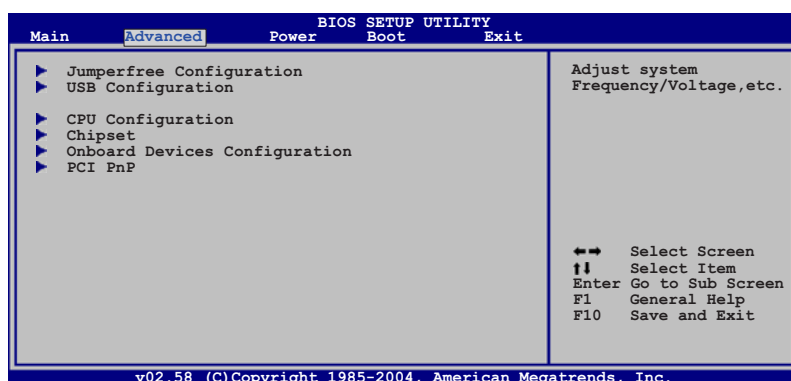 BIOS SETUP UTILITY
Main Advanced Power Boot Exit
Jumperfree Configuration
USB Configuration
CPU Configuration
Chipset
Onboard Devices Configuration
PCI PnP
Adjust system
Frequency/Voltage,etc.
Select Screen
Select Item
Enter Go to Sub Screen
F1 General Help
F10 Save and Exit
v02.58 (C)Copyright 1985-2004, American Megatrends, Inc.